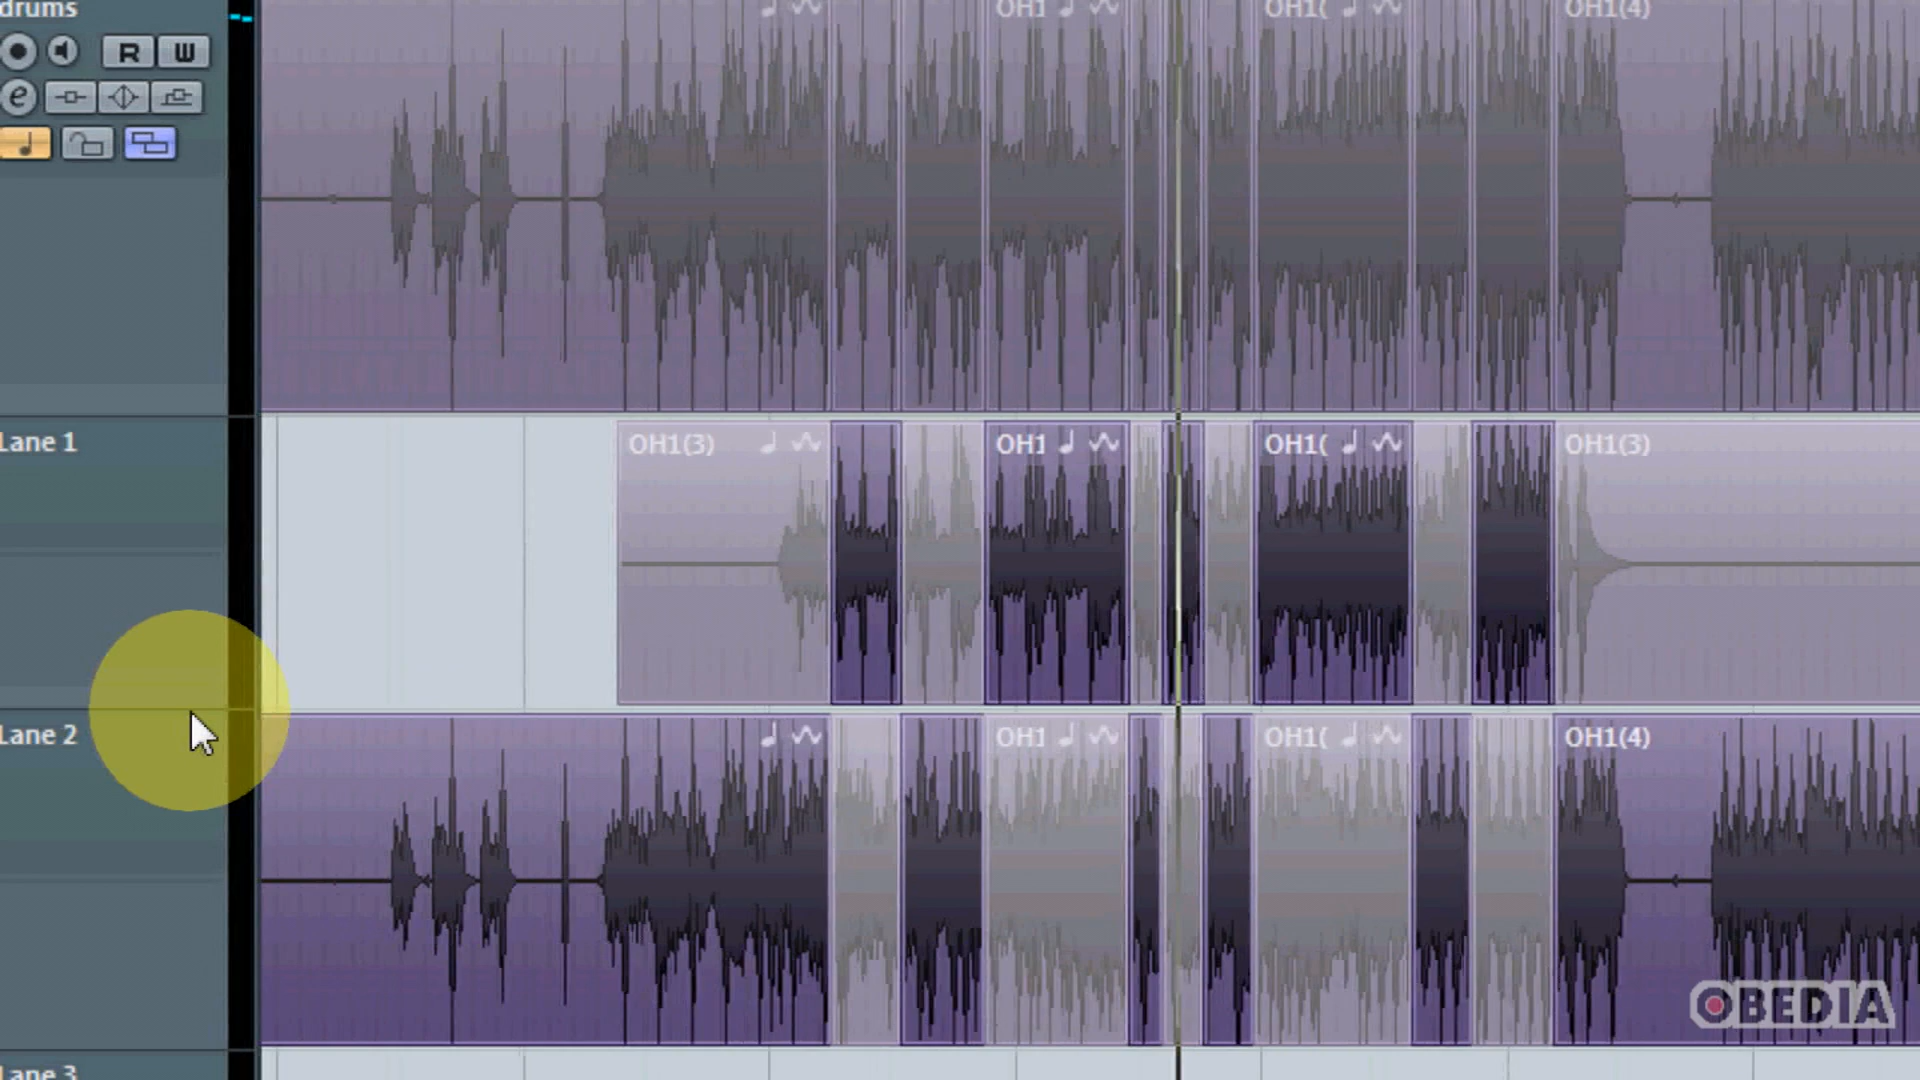 drums
OH1
OH1(
OH1(4)
R
W
e
Lane 1
OH1(3)
OH1
OH1(
OH1(3)
Lane 2
OH1
OH1(
OH1(4)
OBEDIA
Lane 3